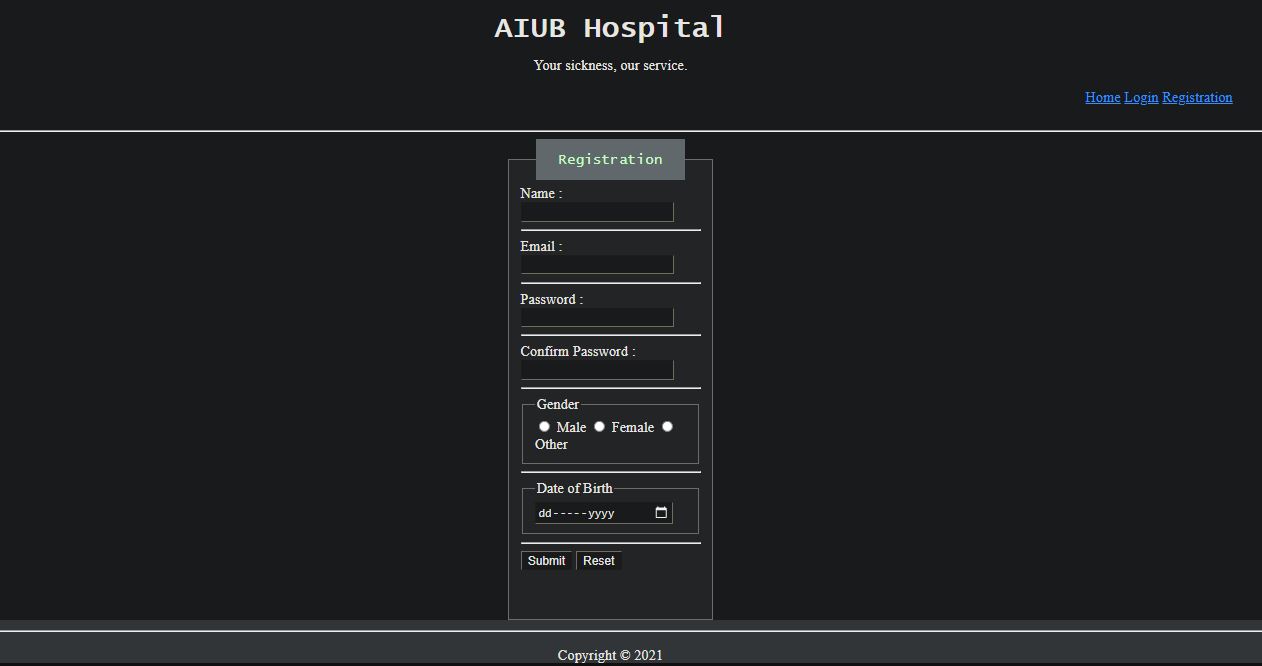 AIUB Hospital
Your sickness, our service.
Home Login Registration
Registration
Name :
Email :
Password :
Confirm Password :
Gender
Male Female
Other
Date of Birth
dd-----yyyy
Submit Reset
Copyright © 2021